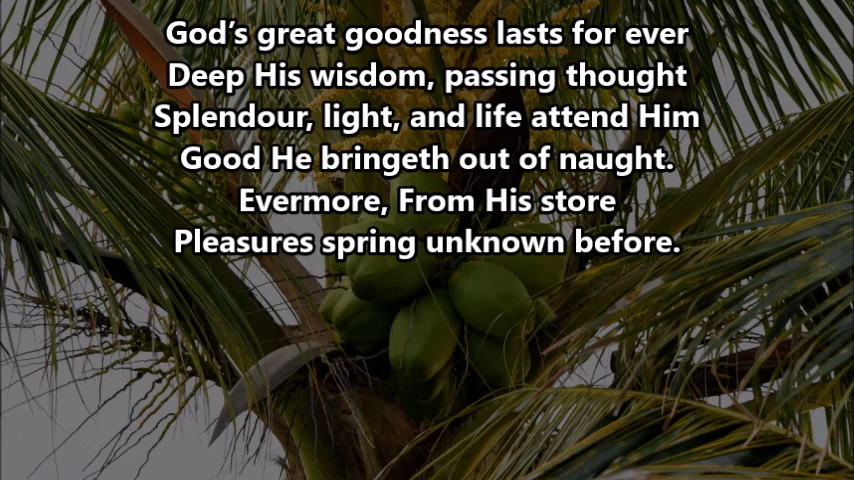 God’s great goodness lasts for ever
Deep His wisdom, passing thought
Splendour, light, and life attend Him
Good He bringeth out of naught.
Evermore, From His store
Pleasures spring unknown before.